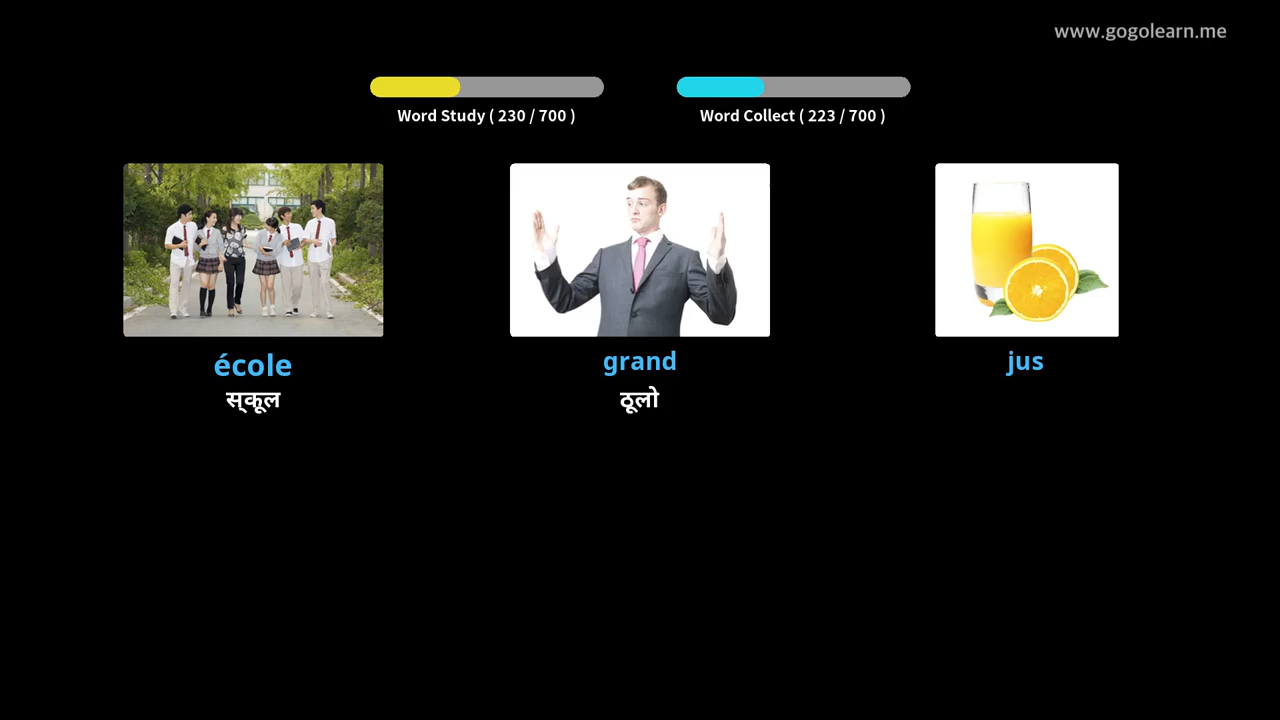 www.gogolearn.me
Word Study ( 230 / 700 )
Word Collect ( 223 / 700 )
école
स्कूल
grand
ठूलो
jus